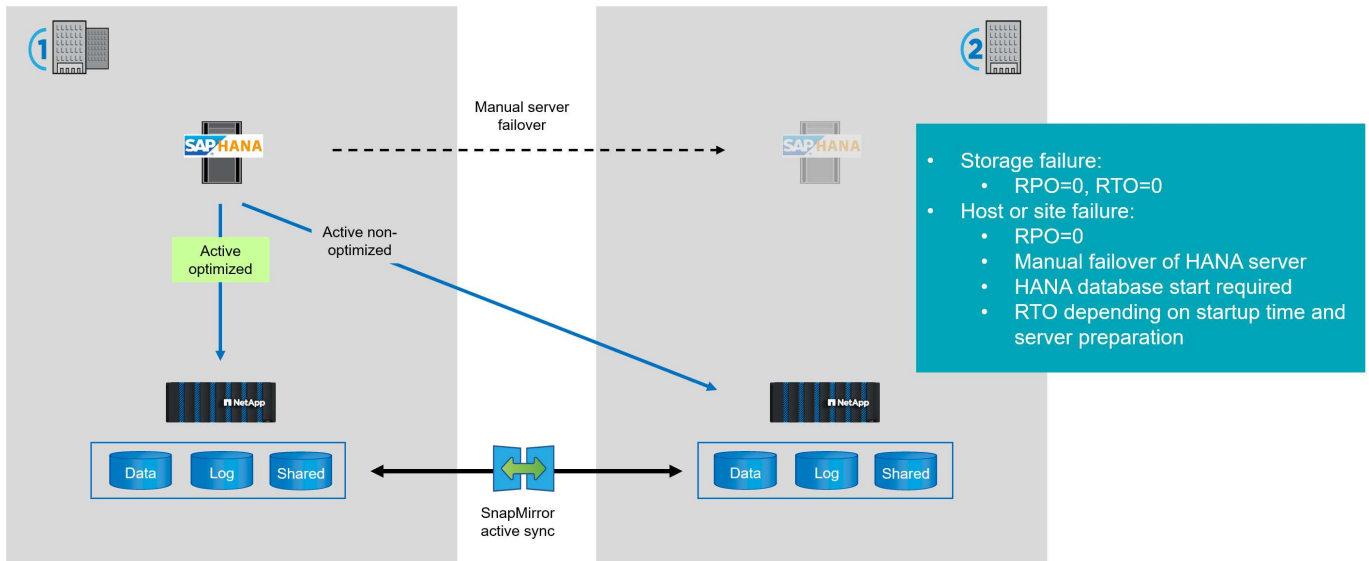 1
2
SAP HANA
Manual server
failover
SAP HANA
• Storage failure:
• RPO=0, RTO=0
• Host or site failure:
• RPO=0
• Manual failover of HANA server
• HANA database start required
• RTO depending on startup time and
server preparation
Active
optimized
Active non-
optimized
NetApp
NetApp
Data
Log
Shared
Data
Log
Shared
SnapMirror
active sync